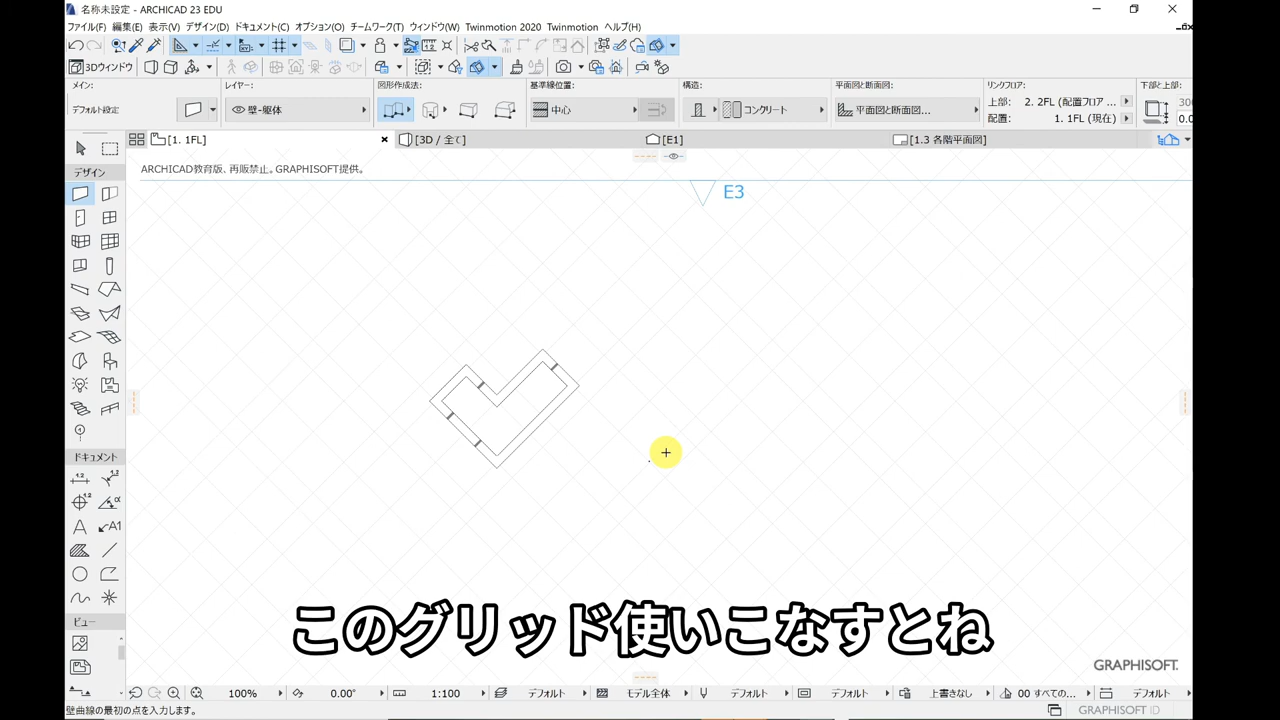 名称未設定 - ARCHICAD 23 EDU
ファイル(F) 編集(E) 表示(V) デザイン(D) ドキュメント(C) オプション(O) チームワーク(T) ウィンドウ(W) Twinmotion 2020 Twinmotion ヘルプ(H)
3Dウィンドウ
メイン: レイヤー: 図形作成法: 基準線位置: 構造: 平面図と断面図: リンクフロア: 下部と上部:
デフォルト設定 壁-躯体 中心 コンクリート 平面図と断面図... 上部: 2. 2FL (配置フロア ...
配置: 1. 1FL (現在)
[1. 1FL] [3D / 全て] [E1] [1.3 各階平面図]
ARCHICAD教育版、再販禁止。GRAPHISOFT提供。
デザイン
E3
ドキュメント
A A1
ビュー
このグリッド使いこなすとね
GRAPHISOFT.
100% 0.00° 1:100 デフォルト モデル全体 デフォルト デフォルト 上書きなし 00 すべての... デフォルト
壁曲線の最初の点を入力します。 GRAPHISOFT ID